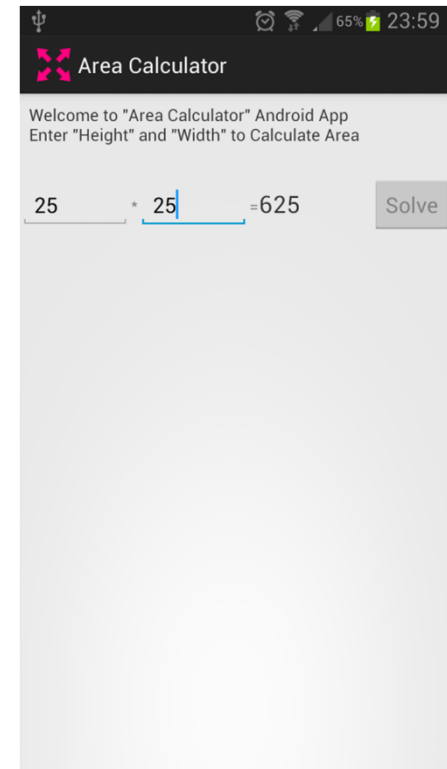 65% 23:59
Area Calculator
Welcome to "Area Calculator" Android App
Enter "Height" and "Width" to Calculate Area
25 * 25 =625 Solve